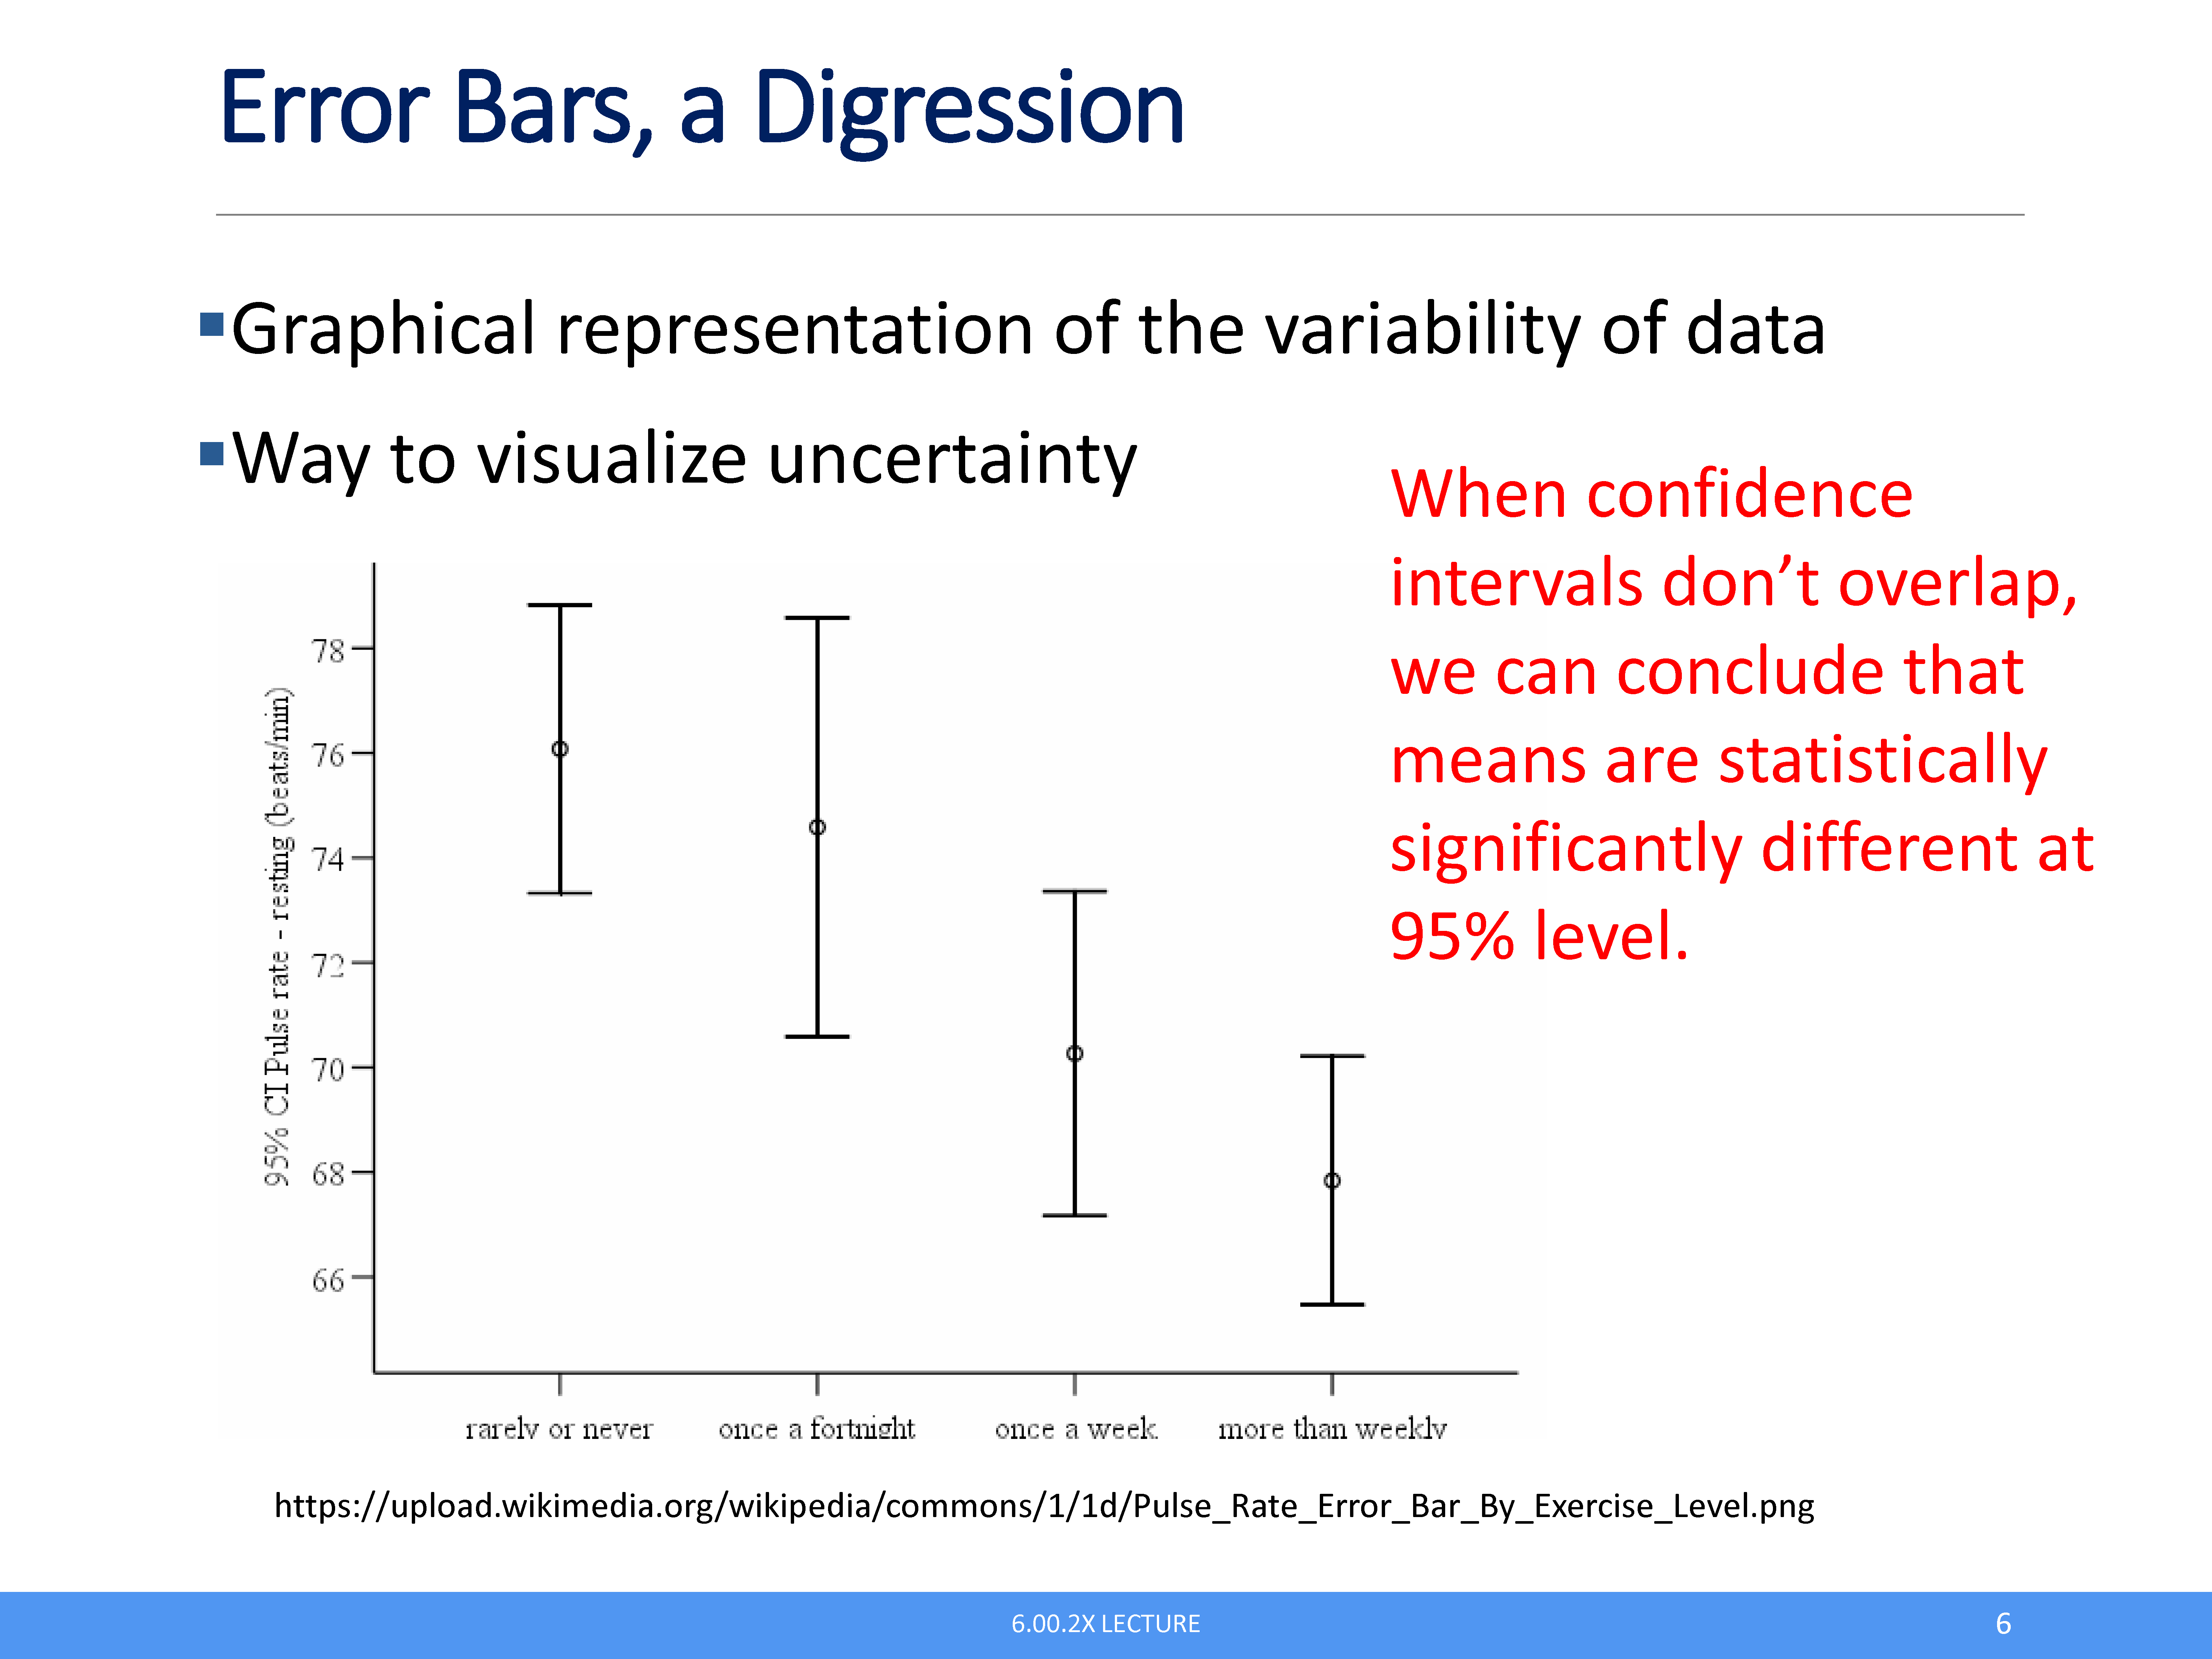 Error Bars, a Digression
▪Graphical representation of the variability of data
▪Way to visualize uncertainty
When confidence
intervals don’t overlap,
we can conclude that
means are statistically
significantly different at
95% level.
95% CI Pulse rate - resting (beats/min)
78
76
74
72
70
68
66
rarely or never
once a fortnight
once a week
more than weekly
https://upload.wikimedia.org/wikipedia/commons/1/1d/Pulse_Rate_Error_Bar_By_Exercise_Level.png
6.00.2X LECTURE
6